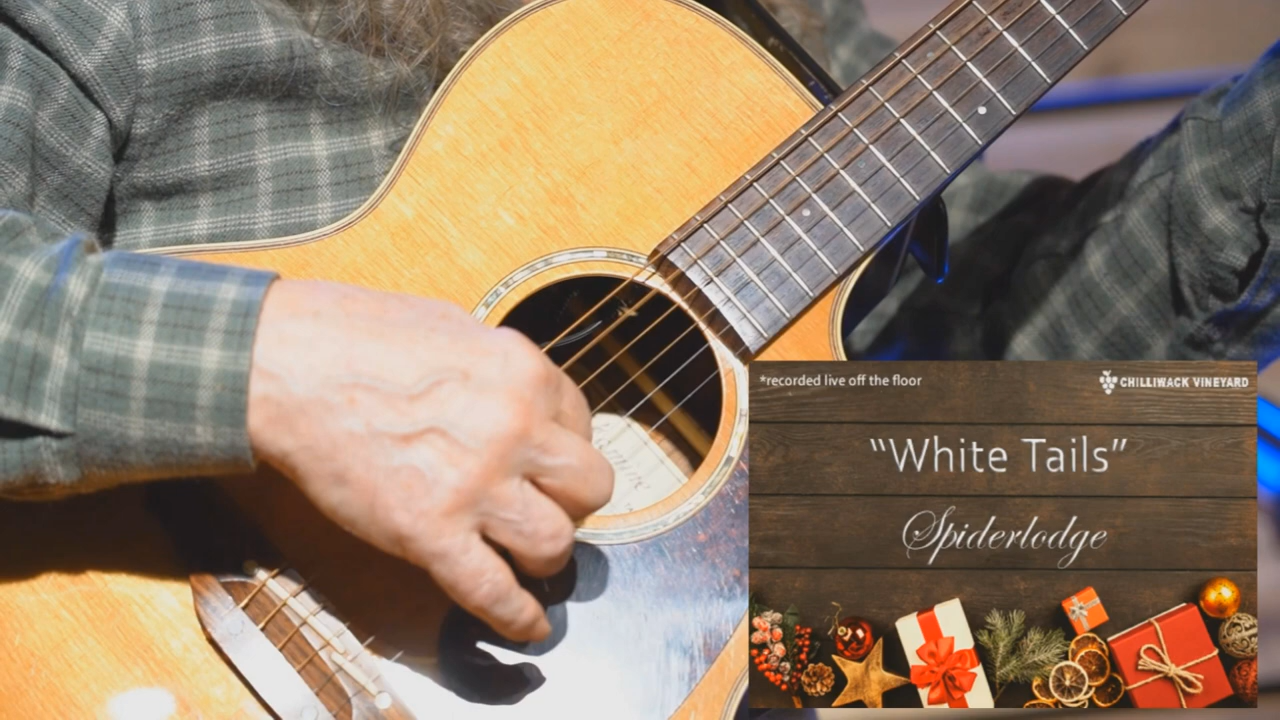 *recorded live off the floor
CHILLIWACK VINEYARD
“White Tails”
Spiderlodge